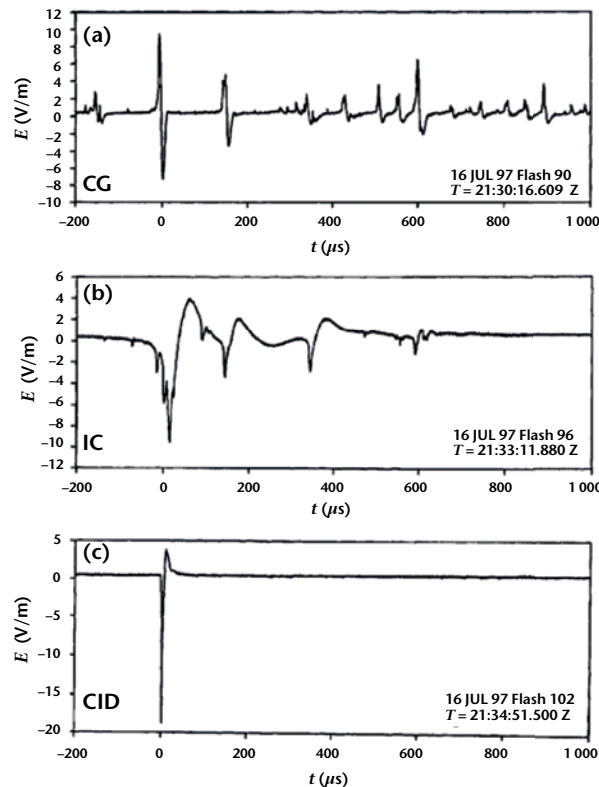 (a)
12
10
8
6
4
2
0
−2
−4
−6
−8
−10
E (V/m)
CG
16 JUL 97 Flash 90
T = 21:30:16.609 Z
−200 0 200 400 600 800 1 000
t (μs)
(b)
6
4
2
0
−2
−4
−6
−8
−10
−12
E (V/m)
IC
16 JUL 97 Flash 96
T = 21:33:11.880 Z
−200 0 200 400 600 800 1 000
t (μs)
(c)
5
0
−5
−10
−15
−20
E (V/m)
CID
16 JUL 97 Flash 102
T = 21:34:51.500 Z
−200 0 200 400 600 800 1 000
t (μs)